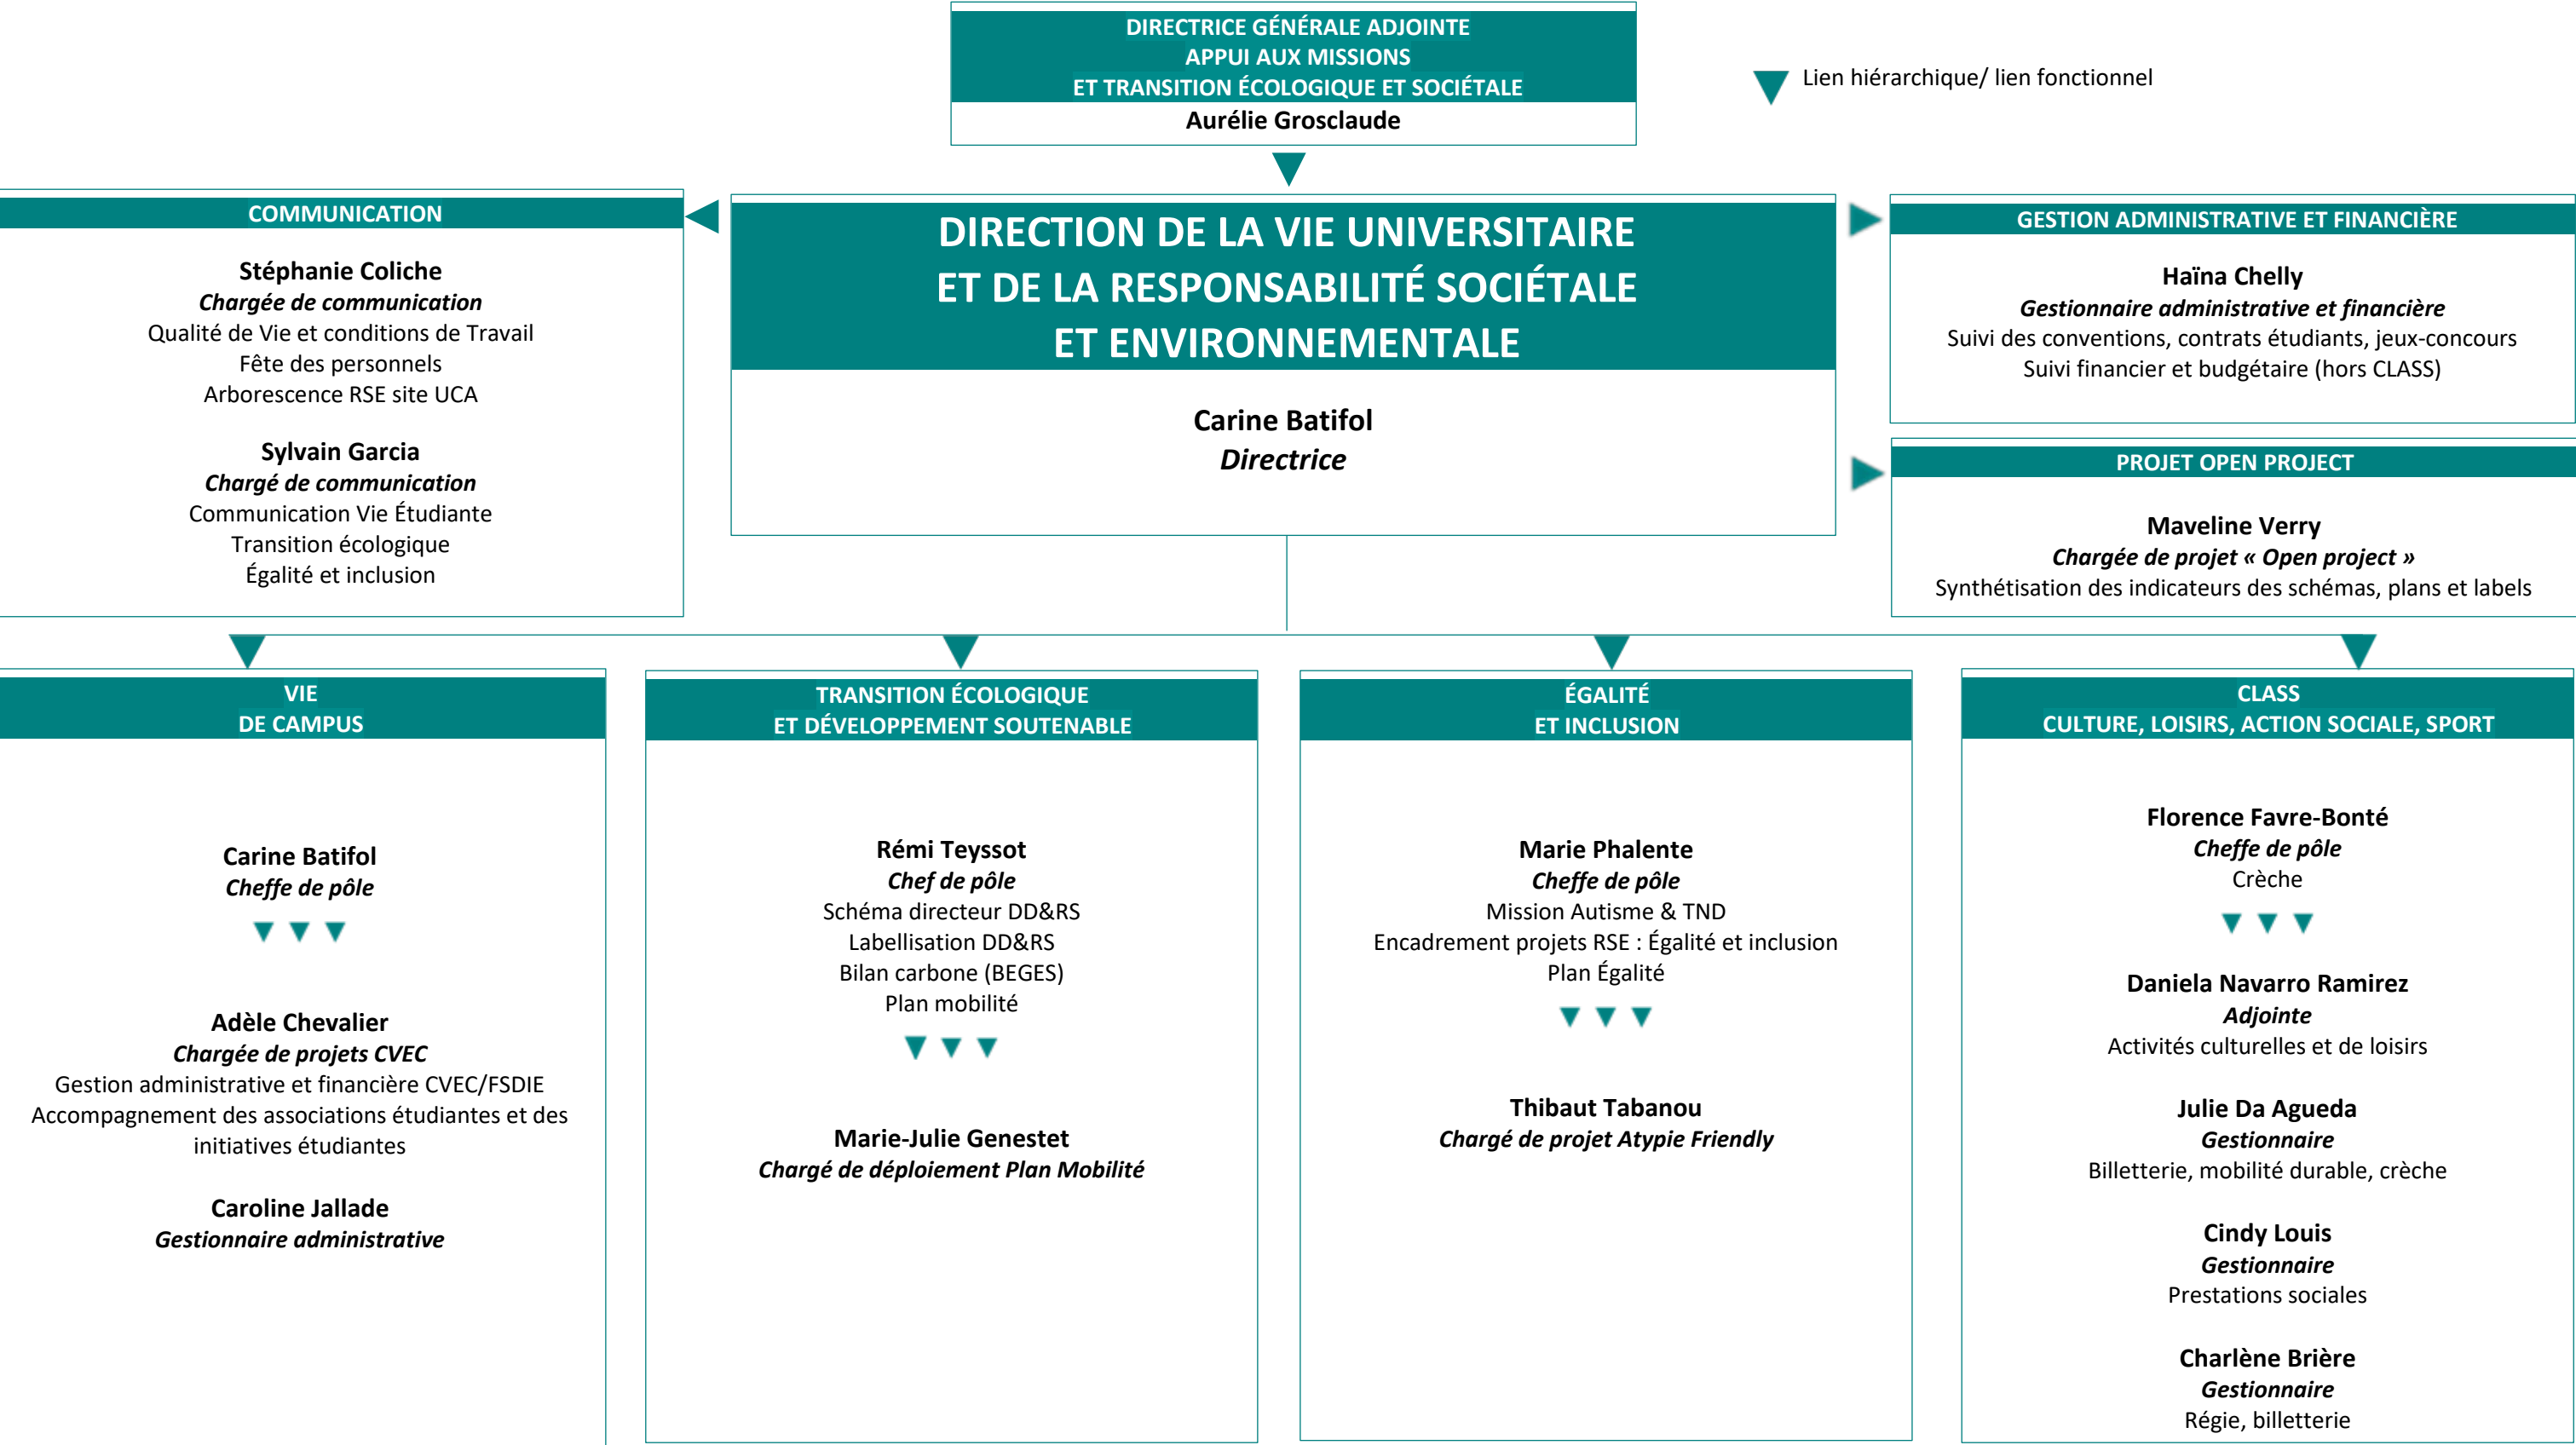 DIRECTRICE GÉNÉRALE ADJOINTE
APPUI AUX MISSIONS
ET TRANSITION ÉCOLOGIQUE ET SOCIÉTALE
Aurélie Grosclaude
Lien hiérarchique/ lien fonctionnel
COMMUNICATION
Stéphanie Coliche
Chargée de communication
Qualité de Vie et conditions de Travail
Fête des personnels
Arborescence RSE site UCA
Sylvain Garcia
Chargé de communication
Communication Vie Étudiante
Transition écologique
Égalité et inclusion
DIRECTION DE LA VIE UNIVERSITAIRE
ET DE LA RESPONSABILITÉ SOCIÉTALE
ET ENVIRONNEMENTALE
Carine Batifol
Directrice
GESTION ADMINISTRATIVE ET FINANCIÈRE
Haïna Chelly
Gestionnaire administrative et financière
Suivi des conventions, contrats étudiants, jeux-concours
Suivi financier et budgétaire (hors CLASS)
PROJET OPEN PROJECT
Maveline Verry
Chargée de projet « Open project »
Synthétisation des indicateurs des schémas, plans et labels
VIE
DE CAMPUS
Carine Batifol
Cheffe de pôle
Adèle Chevalier
Chargée de projets CVEC
Gestion administrative et financière CVEC/FSDIE
Accompagnement des associations étudiantes et des
initiatives étudiantes
Caroline Jallade
Gestionnaire administrative
TRANSITION ÉCOLOGIQUE
ET DÉVELOPPEMENT SOUTENABLE
Rémi Teyssot
Chef de pôle
Schéma directeur DD&RS
Labellisation DD&RS
Bilan carbone (BEGES)
Plan mobilité
Marie-Julie Genestet
Chargé de déploiement Plan Mobilité
ÉGALITÉ
ET INCLUSION
Marie Phalente
Cheffe de pôle
Mission Autisme & TND
Encadrement projets RSE : Égalité et inclusion
Plan Égalité
Thibaut Tabanou
Chargé de projet Atypie Friendly
CLASS
CULTURE, LOISIRS, ACTION SOCIALE, SPORT
Florence Favre-Bonté
Cheffe de pôle
Crèche
Daniela Navarro Ramirez
Adjointe
Activités culturelles et de loisirs
Julie Da Agueda
Gestionnaire
Billetterie, mobilité durable, crèche
Cindy Louis
Gestionnaire
Prestations sociales
Charlène Brière
Gestionnaire
Régie, billetterie